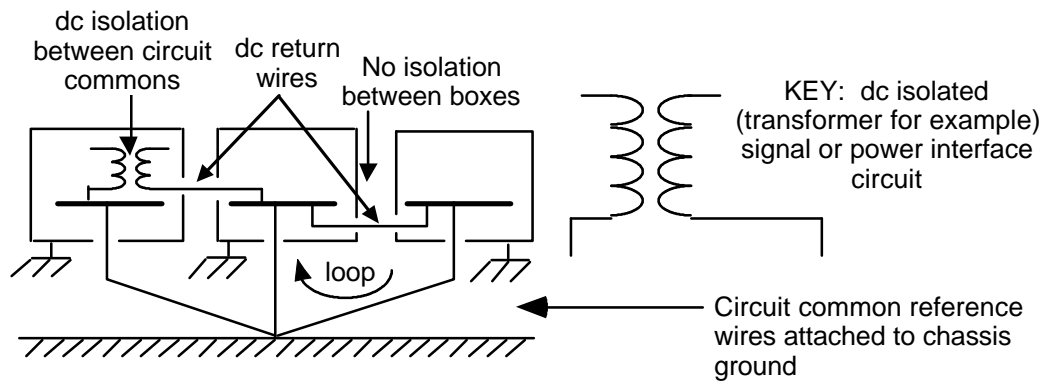 dc isolation
between circuit
commons
dc return
wires
No isolation
between boxes
KEY: dc isolated
(transformer for example)
signal or power interface
circuit
loop
Circuit common reference
wires attached to chassis
ground